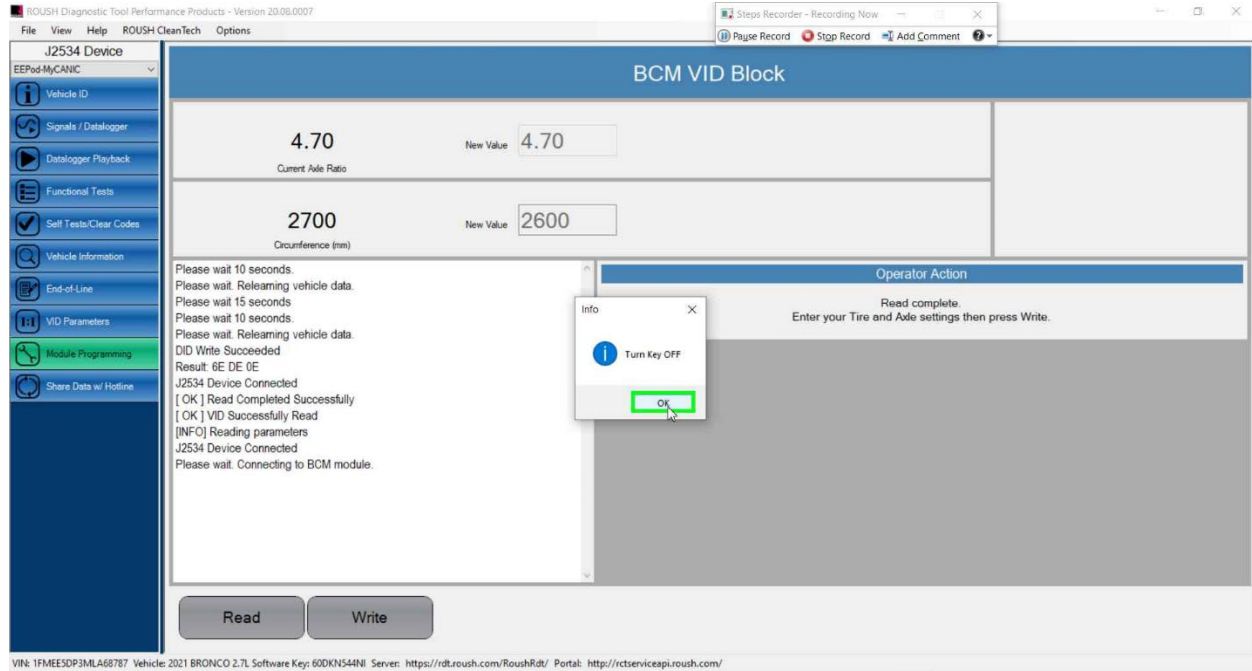 ROUSH Diagnostic Tool Performance Products - Version 20.08.0007
Steps Recorder - Recording Now
File View Help ROUSH CleanTech Options
Pause Record Stop Record Add Comment
J2534 Device
EEPod-MyCANIC
BCM VID Block
Vehicle ID
Signals / Datalogger
Datalogger Playback
Functional Tests
Self Tests/Clear Codes
Vehicle Information
End-of-Line
VID Parameters
Module Programming
Share Data w/ Hotline
4.70
Current Axle Ratio
New Value 4.70
2700
Circumference (mm)
New Value 2600
Please wait 10 seconds.
Please wait. Relearning vehicle data.
Please wait 15 seconds
Please wait 10 seconds.
Please wait. Relearning vehicle data.
DID Write Succeeded
Result: 6E DE 0E
J2534 Device Connected
[ OK ] Read Completed Successfully
[ OK ] VID Successfully Read
[INFO] Reading parameters
J2534 Device Connected
Please wait. Connecting to BCM module.
Operator Action
Read complete.
Enter your Tire and Axle settings then press Write.
Info
Turn Key OFF
OK
Read Write
VIN: 1FMEE5DP3MLA68787 Vehicle: 2021 BRONCO 2.7L Software Key: 60DKN544NI Server: https://rdt.roush.com/RoushRdt/ Portal: http://rctserviceapi.roush.com/